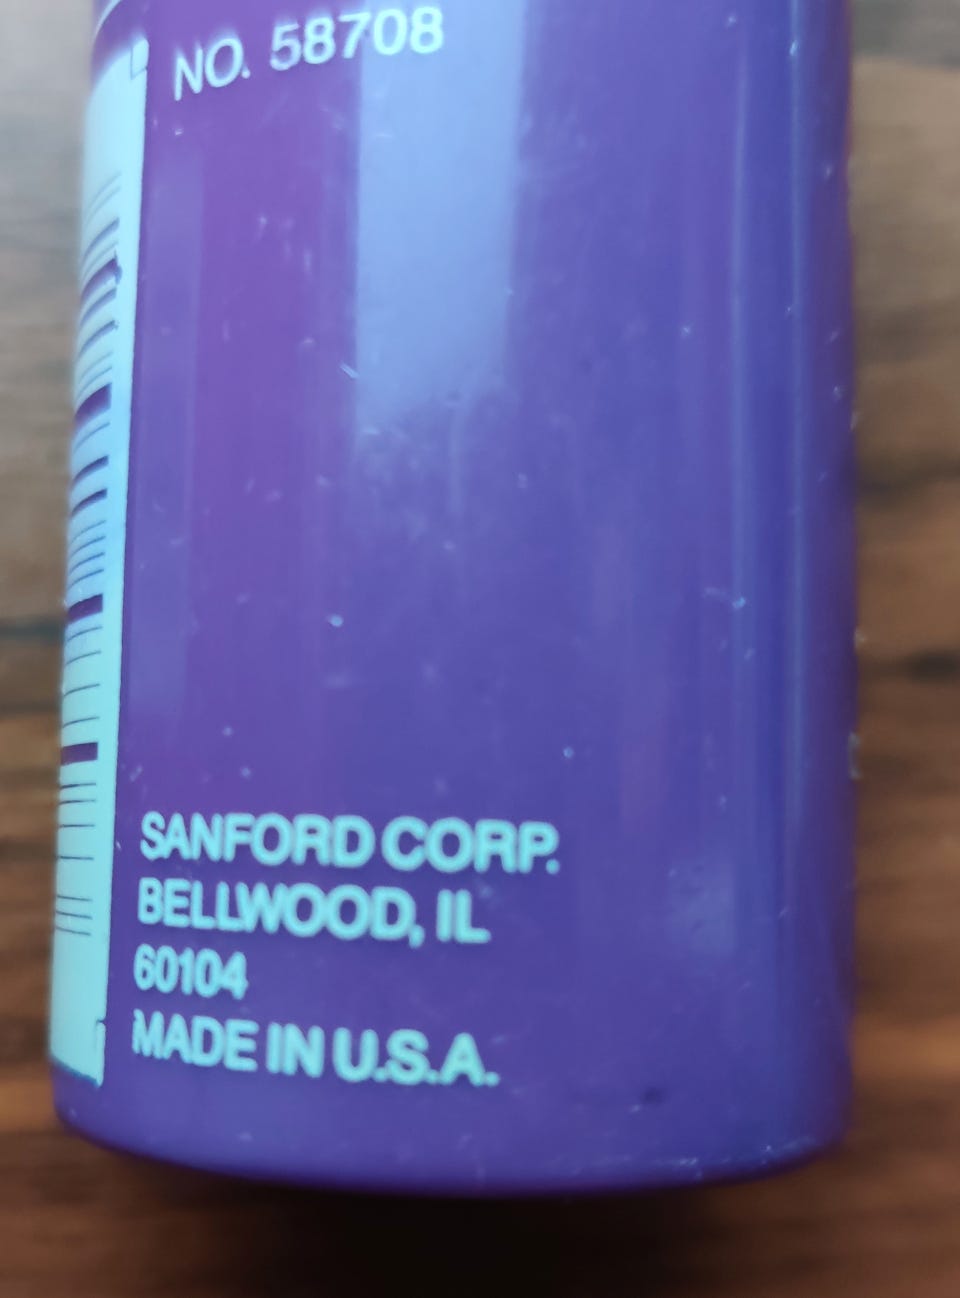 NO. 58708
SANFORD CORP.
BELLWOOD, IL
60104
MADE IN U.S.A.